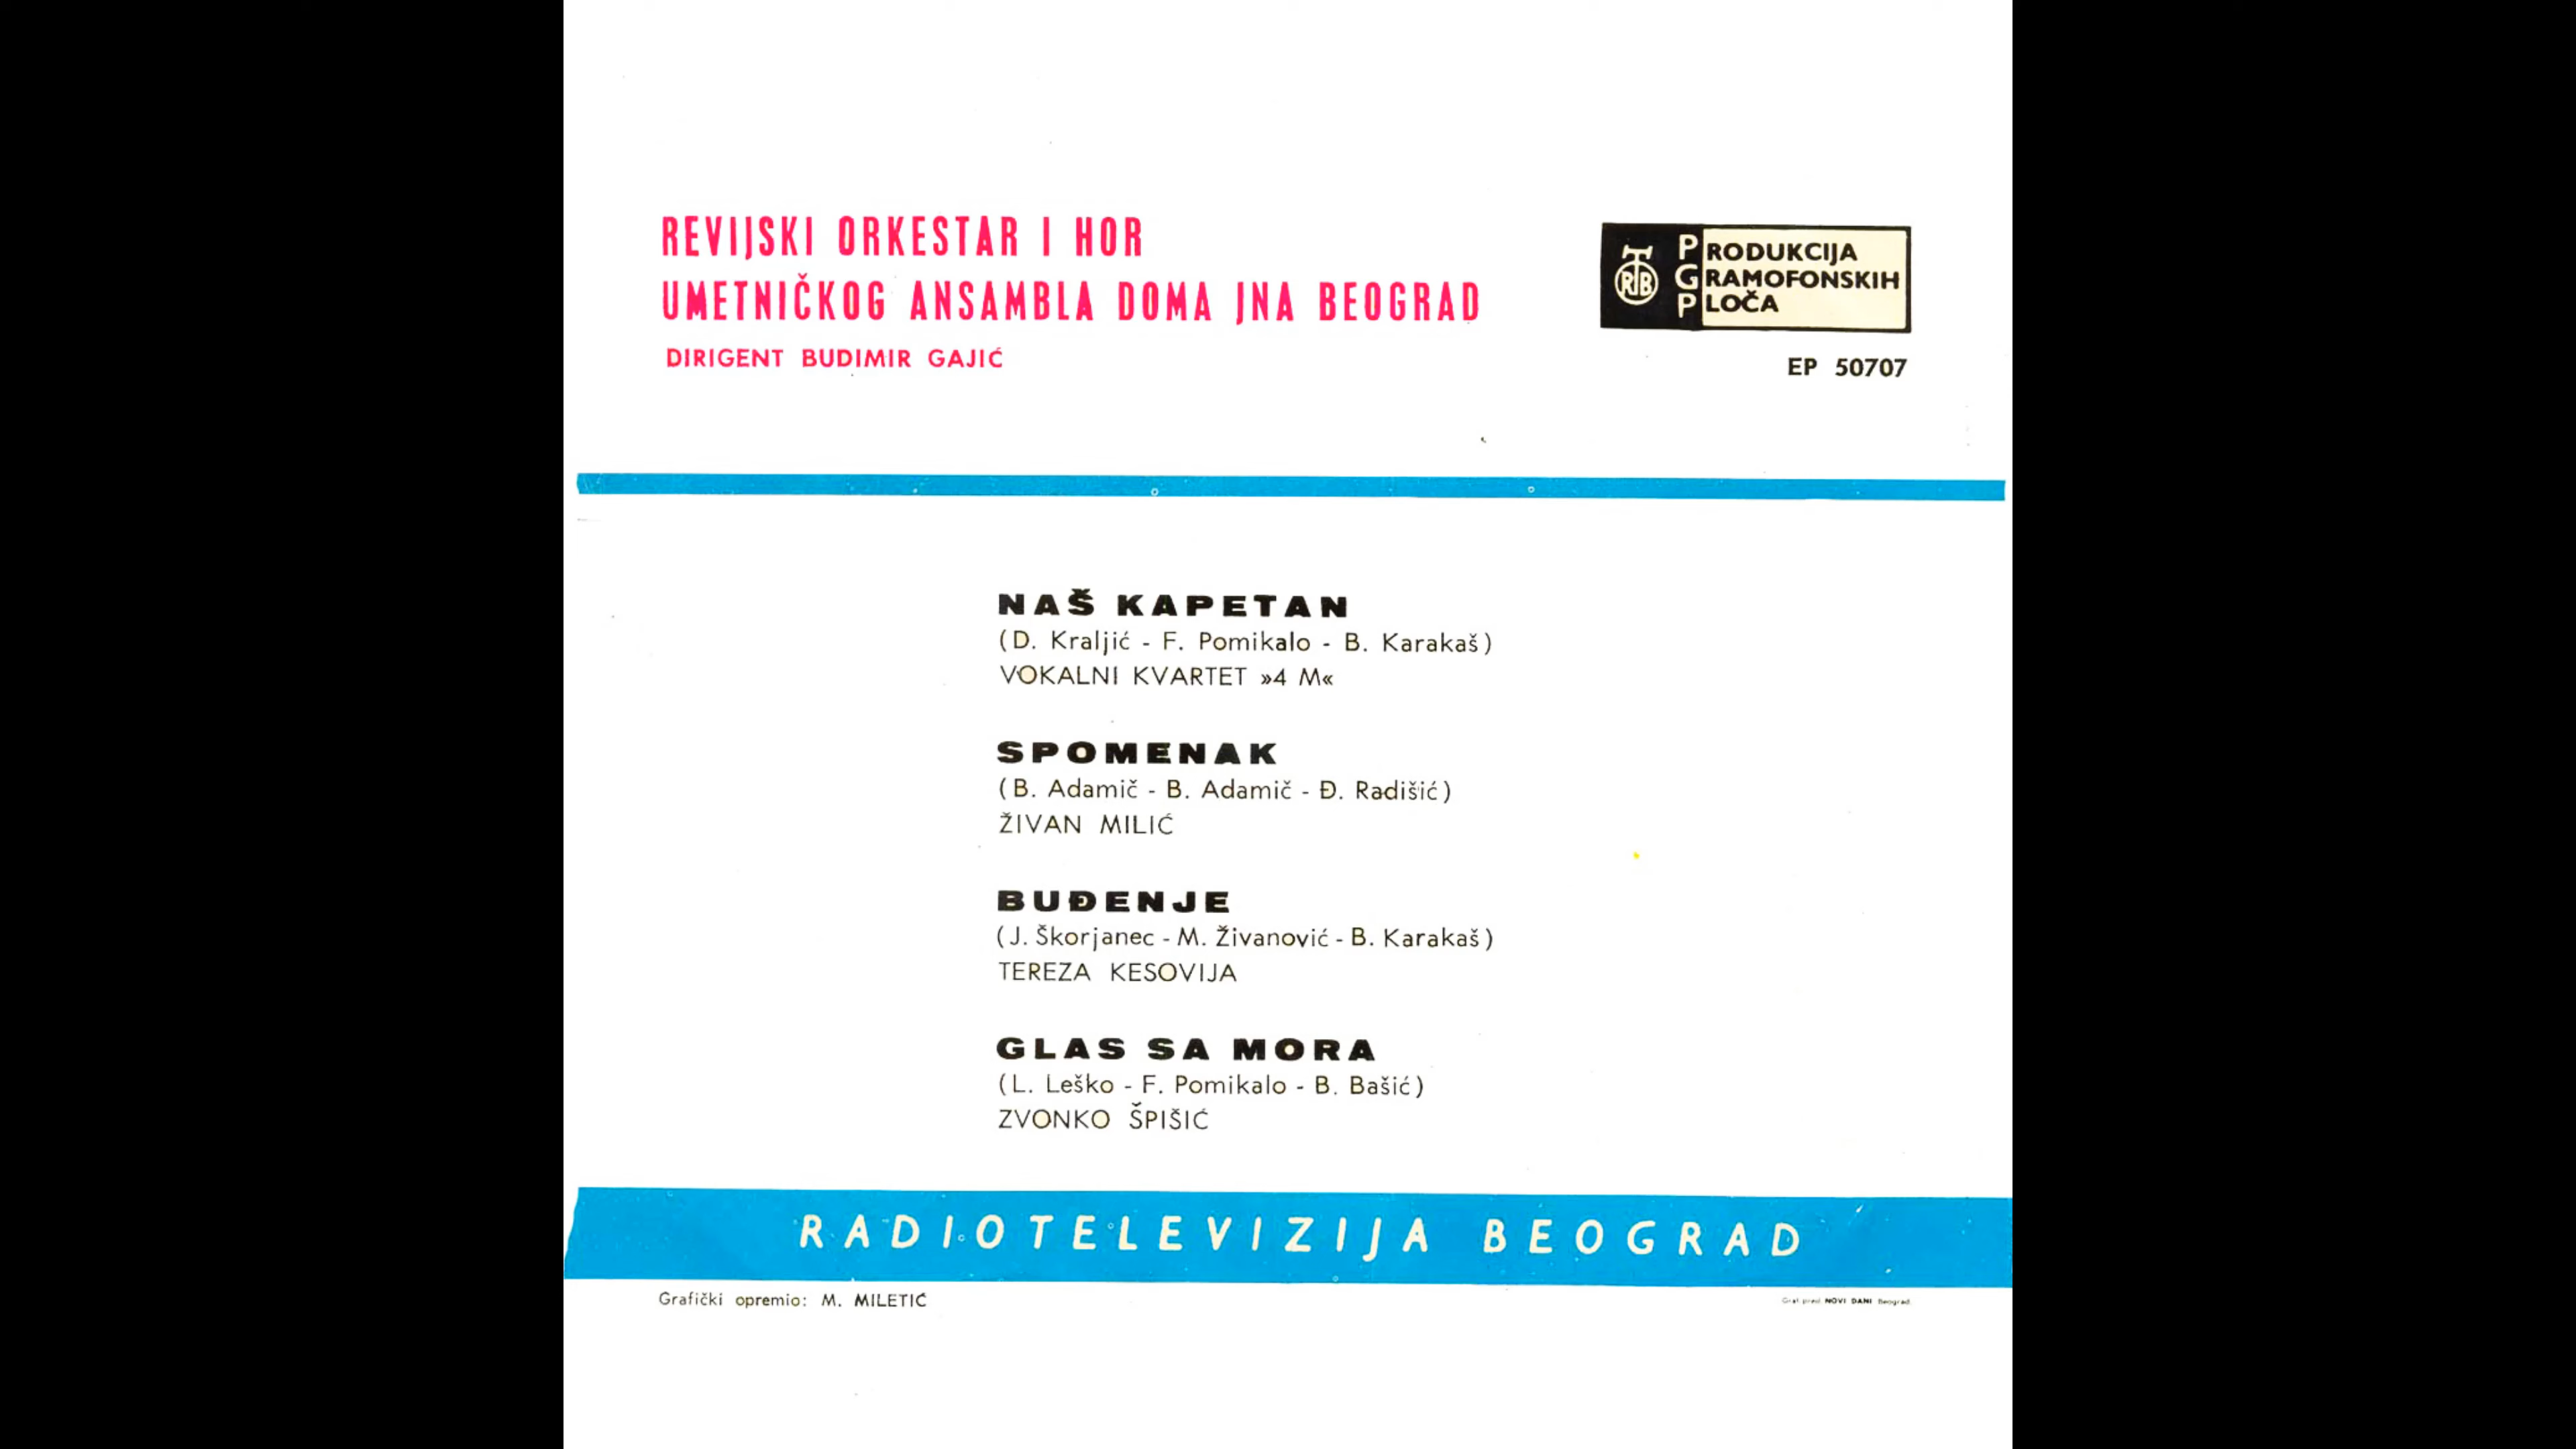 REVIJSKI ORKESTAR I HOR
UMETNIČKOG ANSAMBLA DOMA JNA BEOGRAD
DIRIGENT BUDIMIR GAJIĆ
RTB
PRODUKCIJA
GRAMOFONSKIH
PLOČA
EP 50707
NAŠ KAPETAN
(D. Kraljić - F. Pomikalo - B. Karakaš)
VOKALNI KVARTET »4 M«
SPOMENAK
(B. Adamič - B. Adamič - Đ. Radišić)
ŽIVAN MILIĆ
BUĐENJE
(J. Škorjanec - M. Živanović - B. Karakaš)
TEREZA KESOVIJA
GLAS SA MORA
(L. Leško - F. Pomikalo - B. Bašić)
ZVONKO ŠPIŠIĆ
RADIOTELEVIZIJA BEOGRAD
Grafički opremio: M. MILETIĆ
Graf. pred. NOVI DANI Beograd